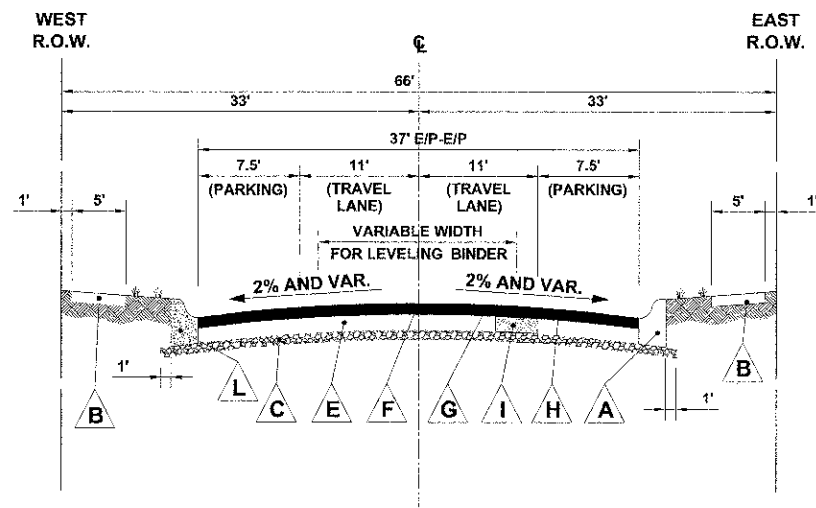 WEST
R.O.W.
℄
EAST
R.O.W.
66'
33'
33'
37' E/P-E/P
7.5'
11'
11'
7.5'
(PARKING)
(TRAVEL
LANE)
(TRAVEL
LANE)
(PARKING)
1'
5'
5'
1'
VARIABLE WIDTH
FOR LEVELING BINDER
2% AND VAR.
2% AND VAR.
1'
1'
B
L
C
E
F
G
I
H
A
B